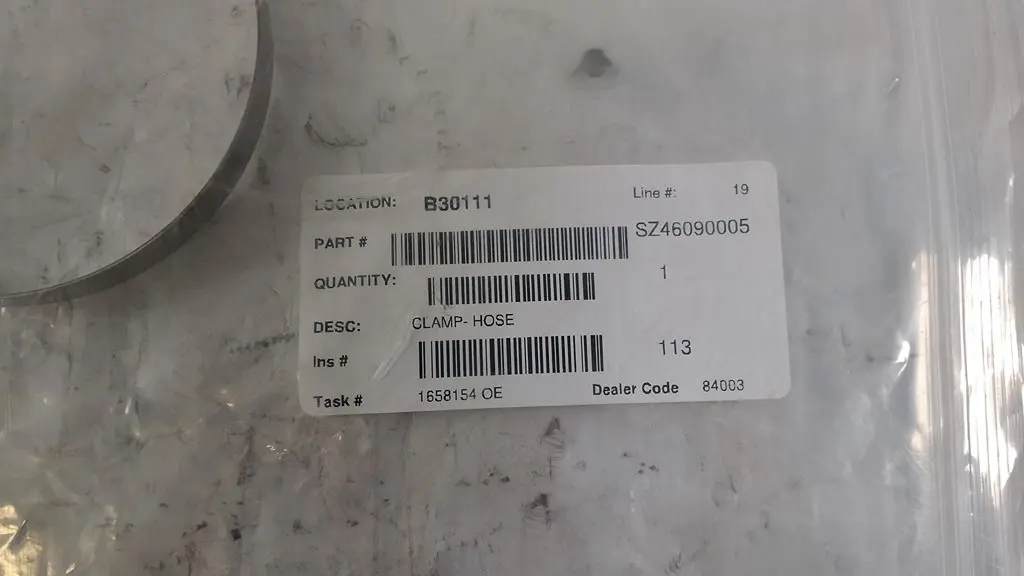 LOCATION: B30111 Line #: 19
PART # SZ46090005
QUANTITY: 1
DESC: CLAMP- HOSE
Ins # 113
Task # 1658154 OE Dealer Code 84003